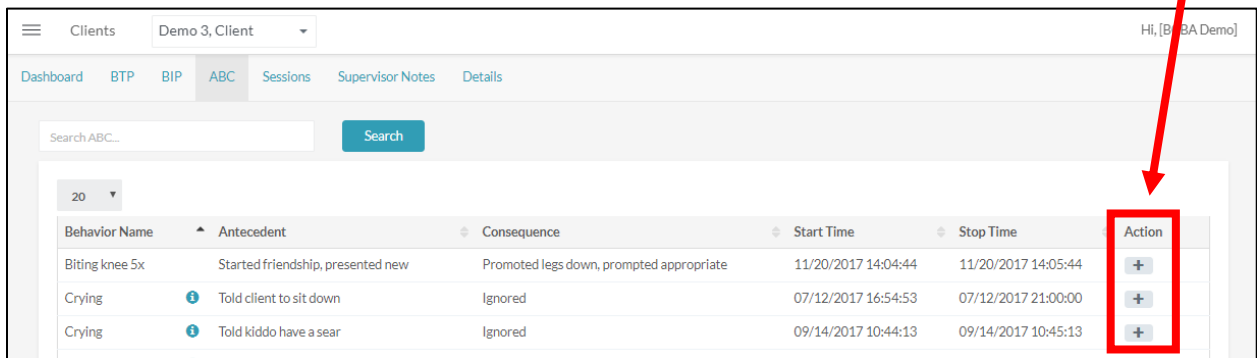 Clients Demo 3, Client Hi, [BCBA Demo]
Dashboard BTP BIP ABC Sessions Supervisor Notes Details
Search ABC... Search
20
Behavior Name Antecedent Consequence Start Time Stop Time Action
Biting knee 5x Started friendship, presented new Promoted legs down, prompted appropriate 11/20/2017 14:04:44 11/20/2017 14:05:44 +
Crying Told client to sit down Ignored 07/12/2017 16:54:53 07/12/2017 21:00:00 +
Crying Told kiddo have a sear Ignored 09/14/2017 10:44:13 09/14/2017 10:45:13 +